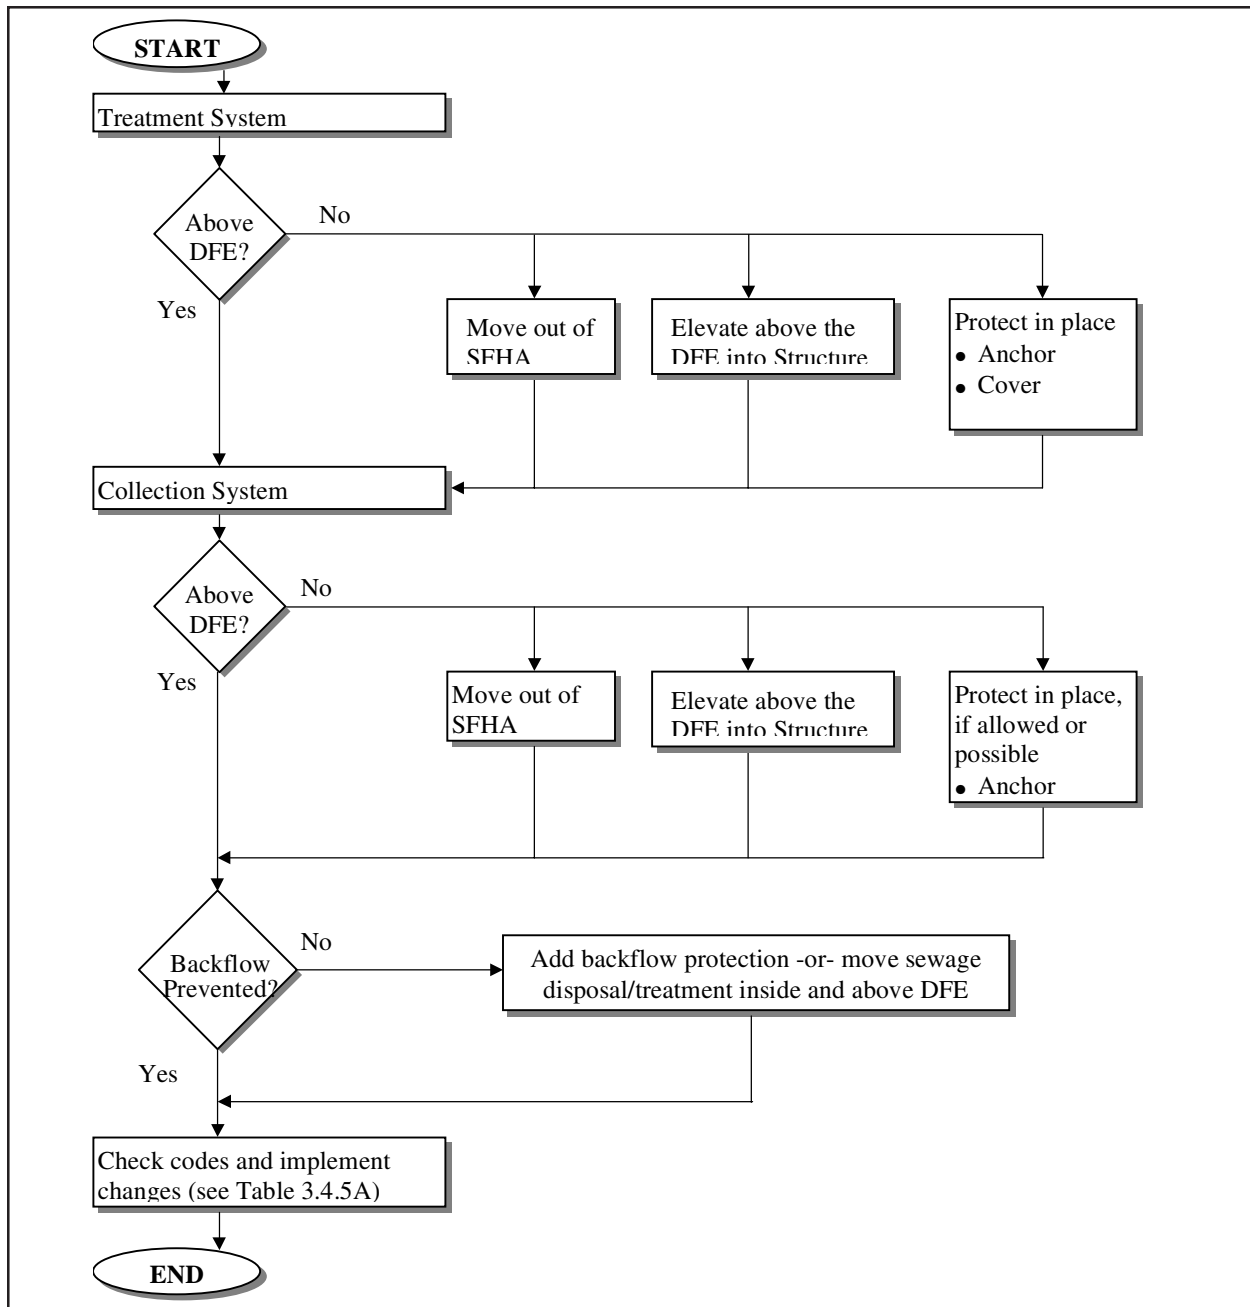 START
Treatment System
Above
DFE?
No
Yes
Move out of
SFHA
Elevate above the
DFE into Structure
Protect in place
● Anchor
● Cover
Collection System
Above
DFE?
No
Yes
Move out of
SFHA
Elevate above the
DFE into Structure
Protect in place,
if allowed or
possible
● Anchor
Backflow
Prevented?
No
Add backflow protection -or- move sewage
disposal/treatment inside and above DFE
Yes
Check codes and implement
changes (see Table 3.4.5A)
END